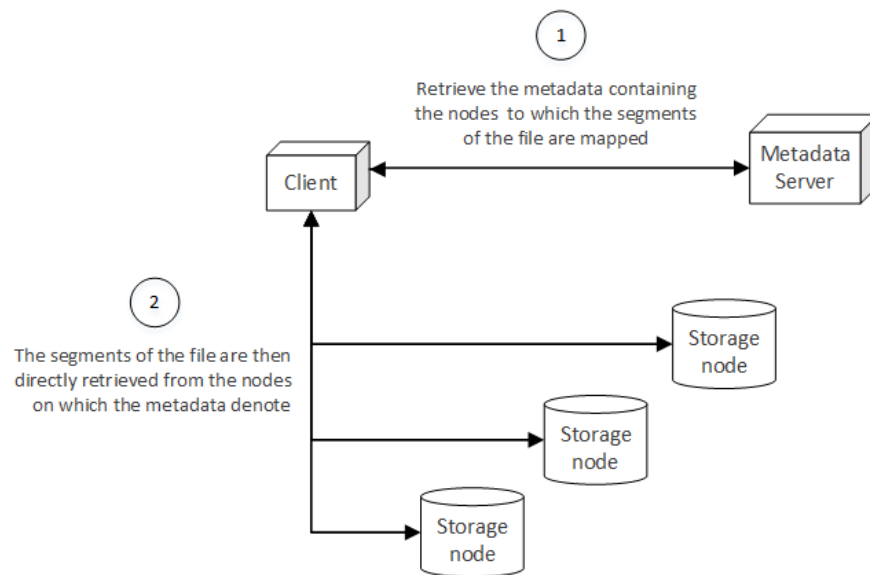 1
Retrieve the metadata containing
the nodes to which the segments
of the file are mapped
Client
Metadata
Server
2
The segments of the file are then
directly retrieved from the nodes
on which the metadata denote
Storage
node
Storage
node
Storage
node